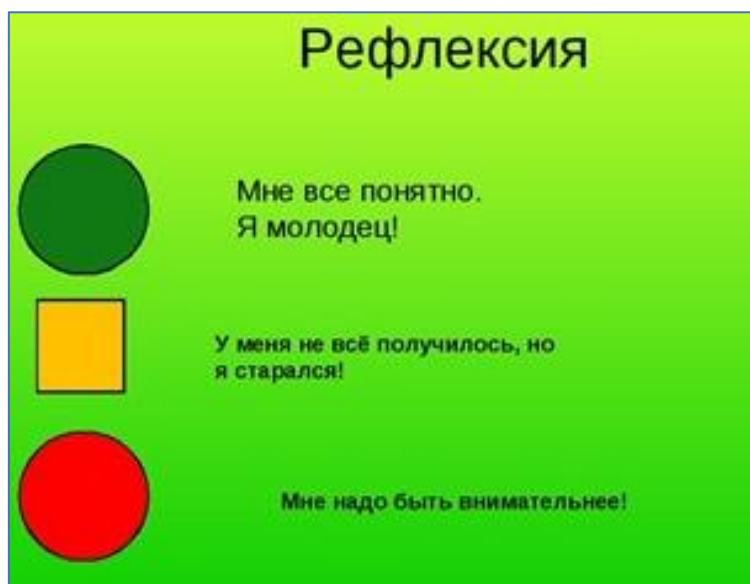 Рефлексия
Мне все понятно.
Я молодец!
У меня не всё получилось, но
я старался!
Мне надо быть внимательнее!